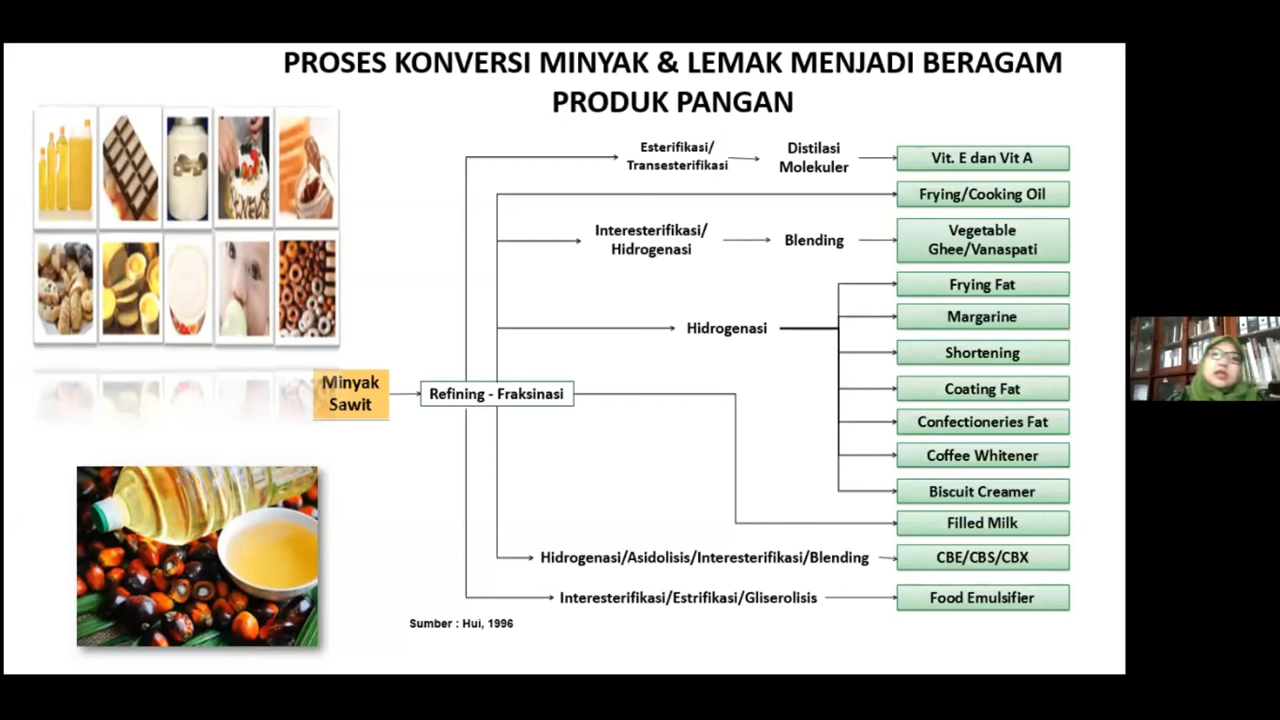 PROSES KONVERSI MINYAK & LEMAK MENJADI BERAGAM
PRODUK PANGAN
Minyak
Sawit
Refining - Fraksinasi
Esterifikasi/
Transesterifikasi
Distilasi
Molekuler
Vit. E dan Vit A
Frying/Cooking Oil
Interesterifikasi/
Hidrogenasi
Blending
Vegetable
Ghee/Vanaspati
Hidrogenasi
Frying Fat
Margarine
Shortening
Coating Fat
Confectioneries Fat
Coffee Whitener
Biscuit Creamer
Filled Milk
Hidrogenasi/Asidolisis/Interesterifikasi/Blending
CBE/CBS/CBX
Interesterifikasi/Estrifikasi/Gliserolisis
Food Emulsifier
Sumber : Hui, 1996